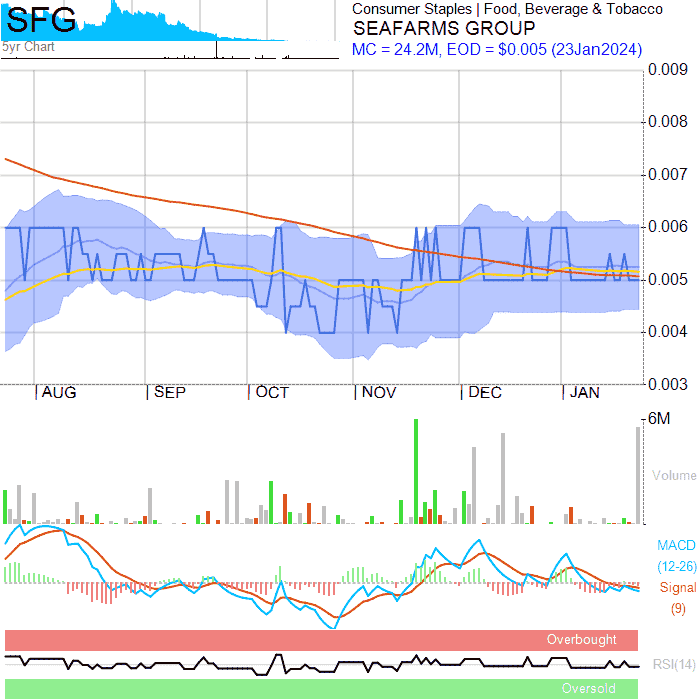 SFG
5yr Chart
Consumer Staples | Food, Beverage & Tobacco
SEAFARMS GROUP
MC = 24.2M, EOD = $0.005 (23Jan2024)
0.009
0.008
0.007
0.006
0.005
0.004
0.003
AUG SEP OCT NOV DEC JAN
6M
Volume
MACD
(12-26)
Signal
(9)
Overbought
RSI(14)
Oversold